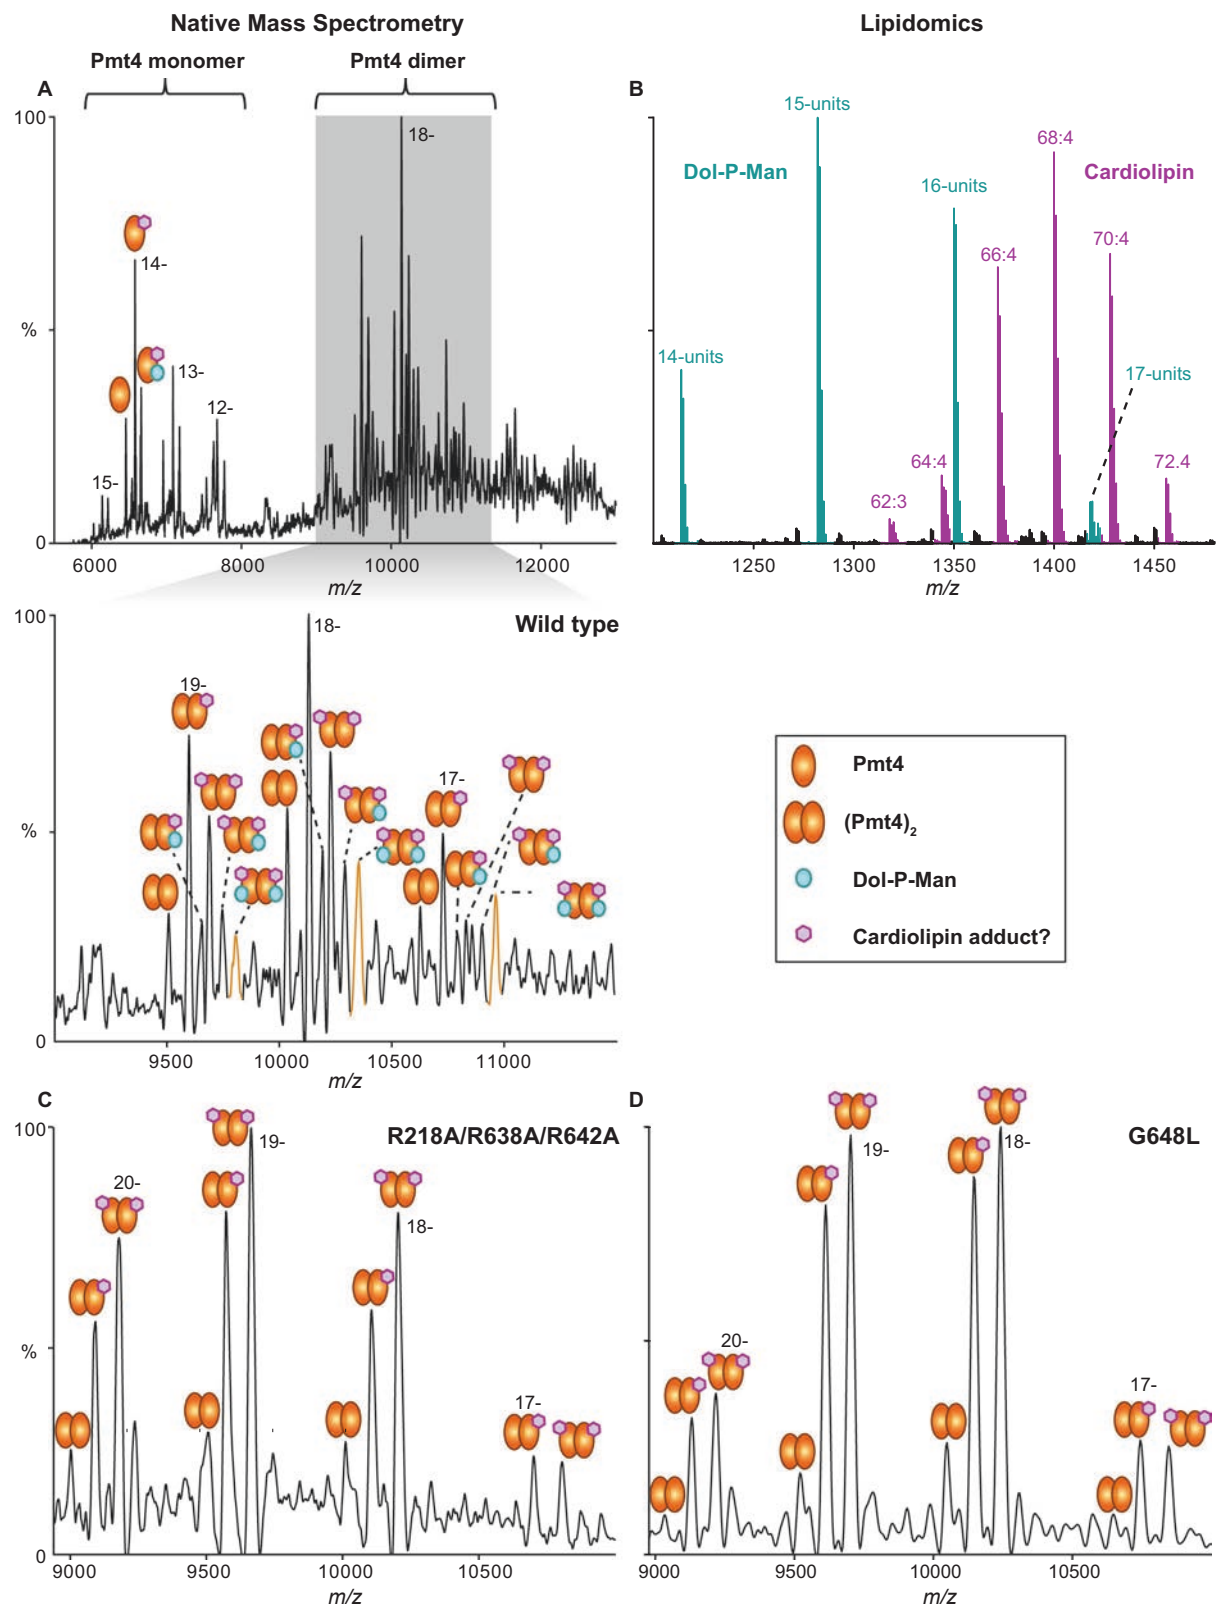 Native Mass Spectrometry
Lipidomics
Pmt4 monomer
Pmt4 dimer
A
100
%
0
15-
14-
13-
12-
18-
6000
8000
10000
12000
m/z
B
Dol-P-Man
Cardiolipin
14-units
15-units
16-units
17-units
62:3
64:4
66:4
68:4
70:4
72.4
1250
1300
1350
1400
1450
m/z
Wild type
100
%
0
19-
18-
17-
9500
10000
10500
11000
m/z
Pmt4
(Pmt4)2
Dol-P-Man
Cardiolipin adduct?
C
R218A/R638A/R642A
100
%
0
20-
19-
18-
17-
9000
9500
10000
10500
m/z
D
G648L
20-
19-
18-
17-
9000
9500
10000
10500
m/z